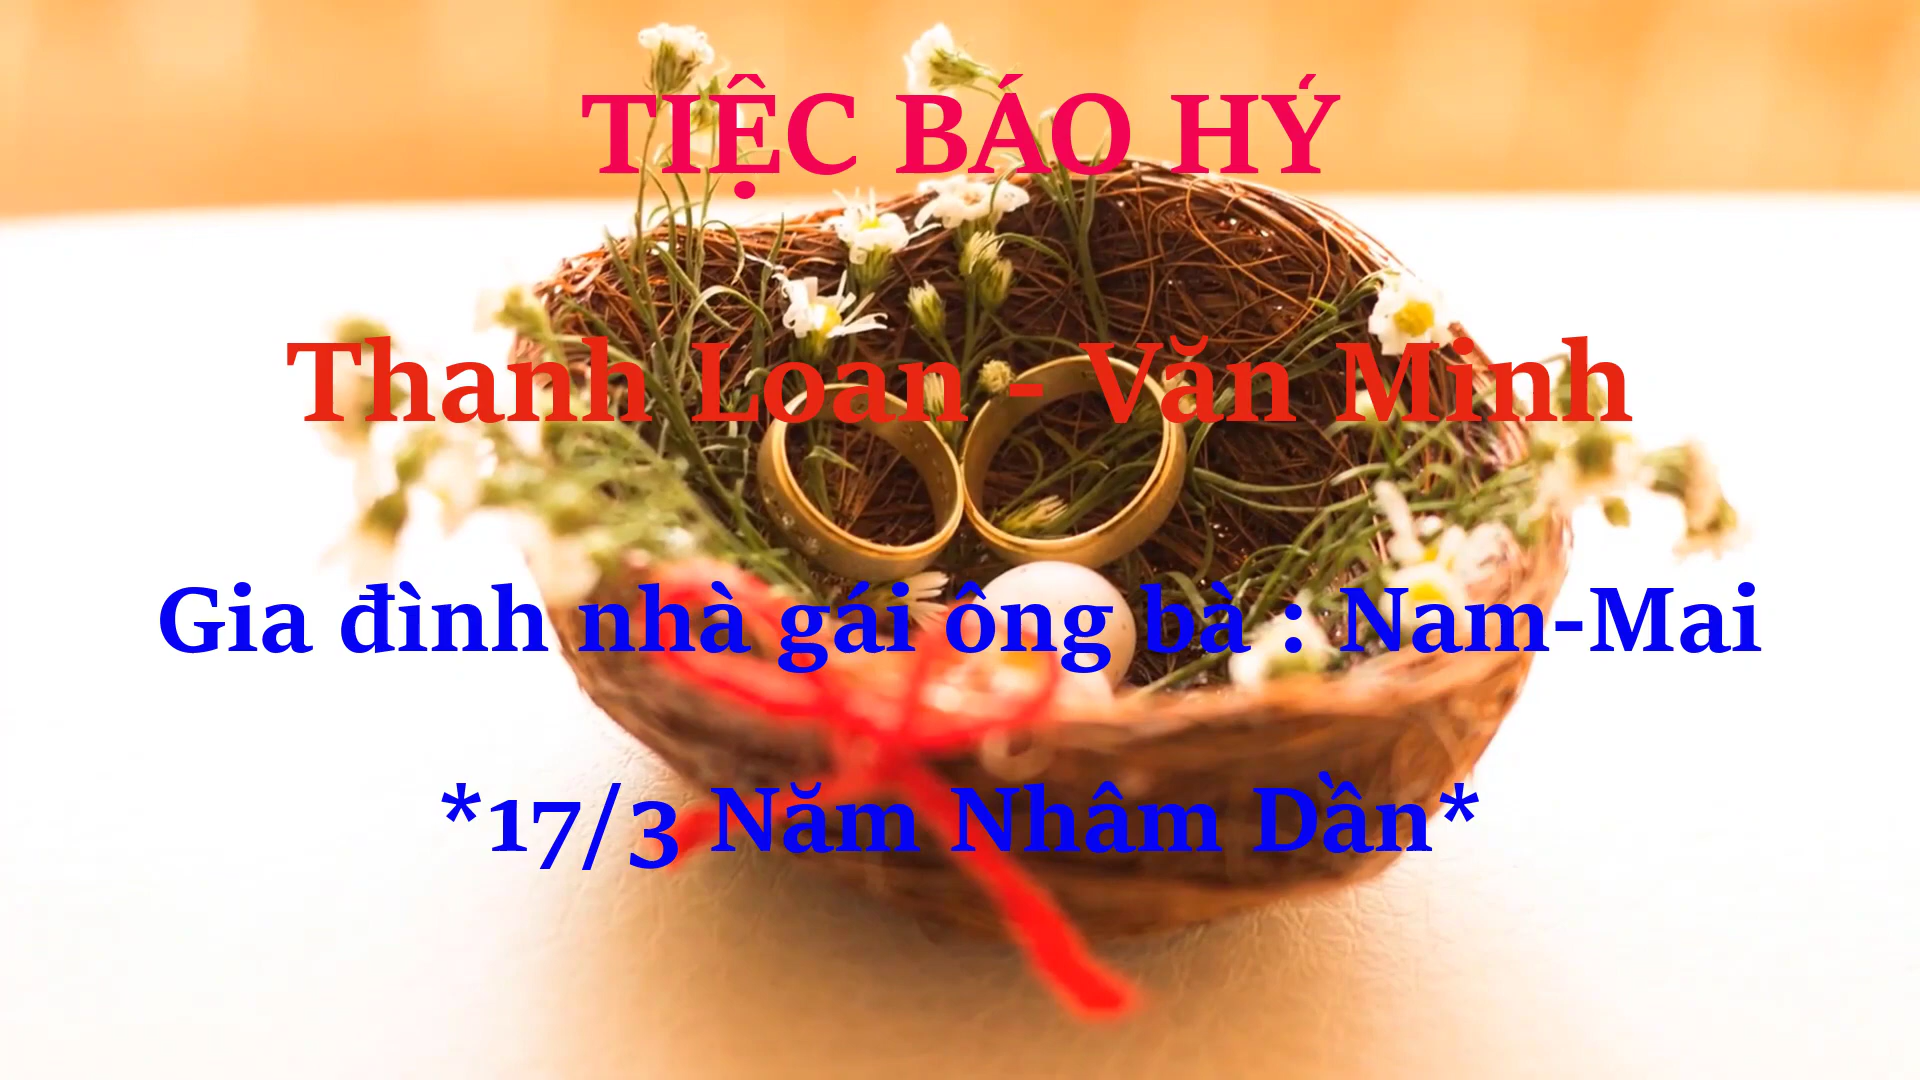 TIỆC BÁO HÝ
Thanh Loan - Văn Minh
Gia đình nhà gái ông bà : Nam-Mai
*17/3 Năm Nhâm Dần*